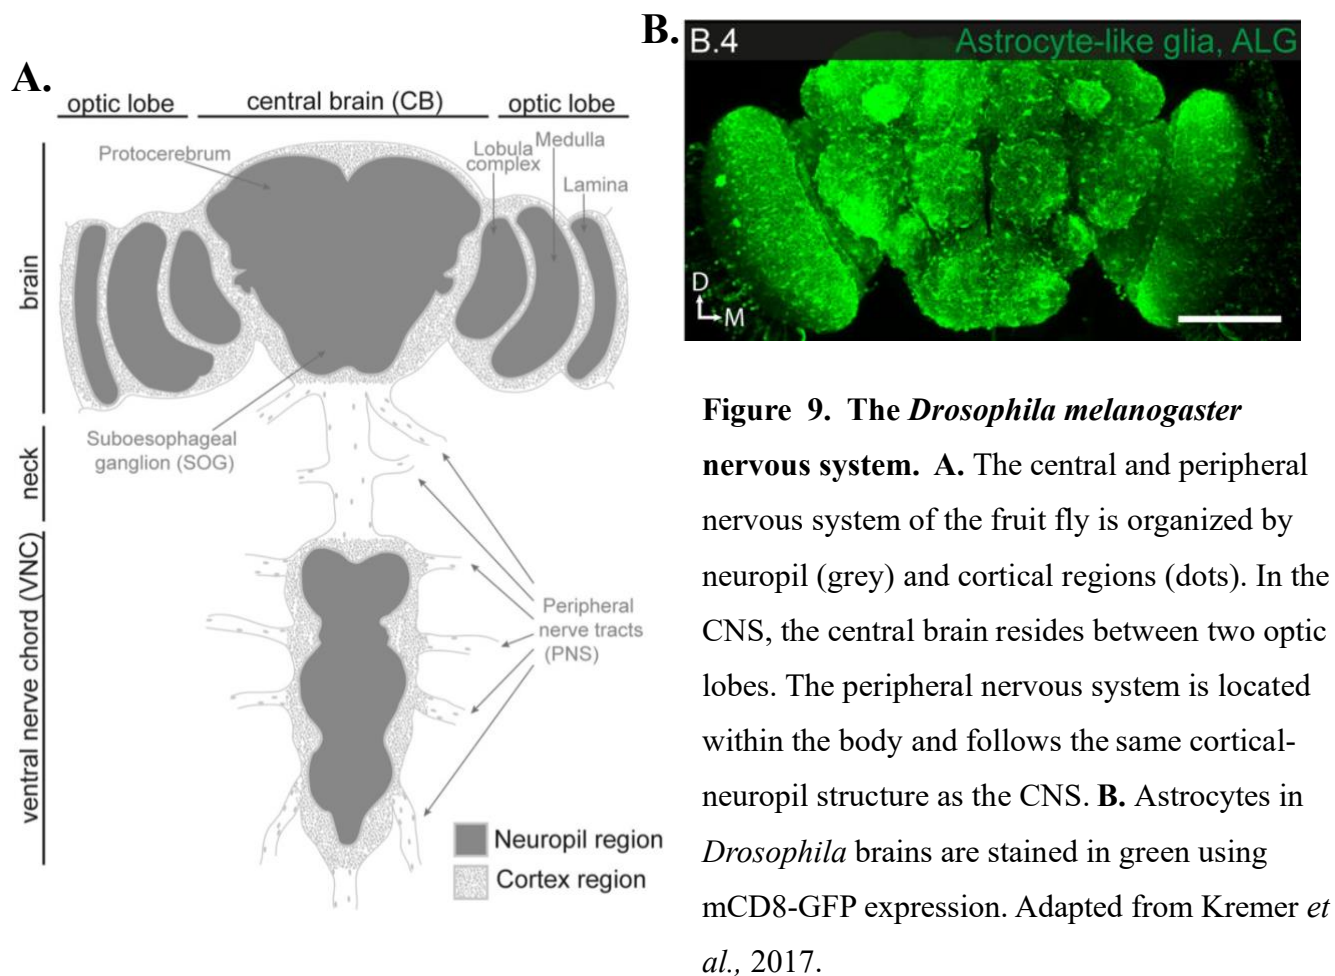 A.
optic lobe
central brain (CB)
optic lobe
Protocerebrum
Lobula
complex
Medulla
Lamina
brain
Suboesophageal
ganglion (SOG)
neck
ventral nerve chord (VNC)
Peripheral
nerve tracts
(PNS)
Neuropil region
Cortex region
B.
B.4
Astrocyte-like glia, ALG
D
M
Figure 9. The Drosophila melanogaster
nervous system. A. The central and peripheral
nervous system of the fruit fly is organized by
neuropil (grey) and cortical regions (dots). In the
CNS, the central brain resides between two optic
lobes. The peripheral nervous system is located
within the body and follows the same cortical-
neuropil structure as the CNS. B. Astrocytes in
Drosophila brains are stained in green using
mCD8-GFP expression. Adapted from Kremer et
al., 2017.